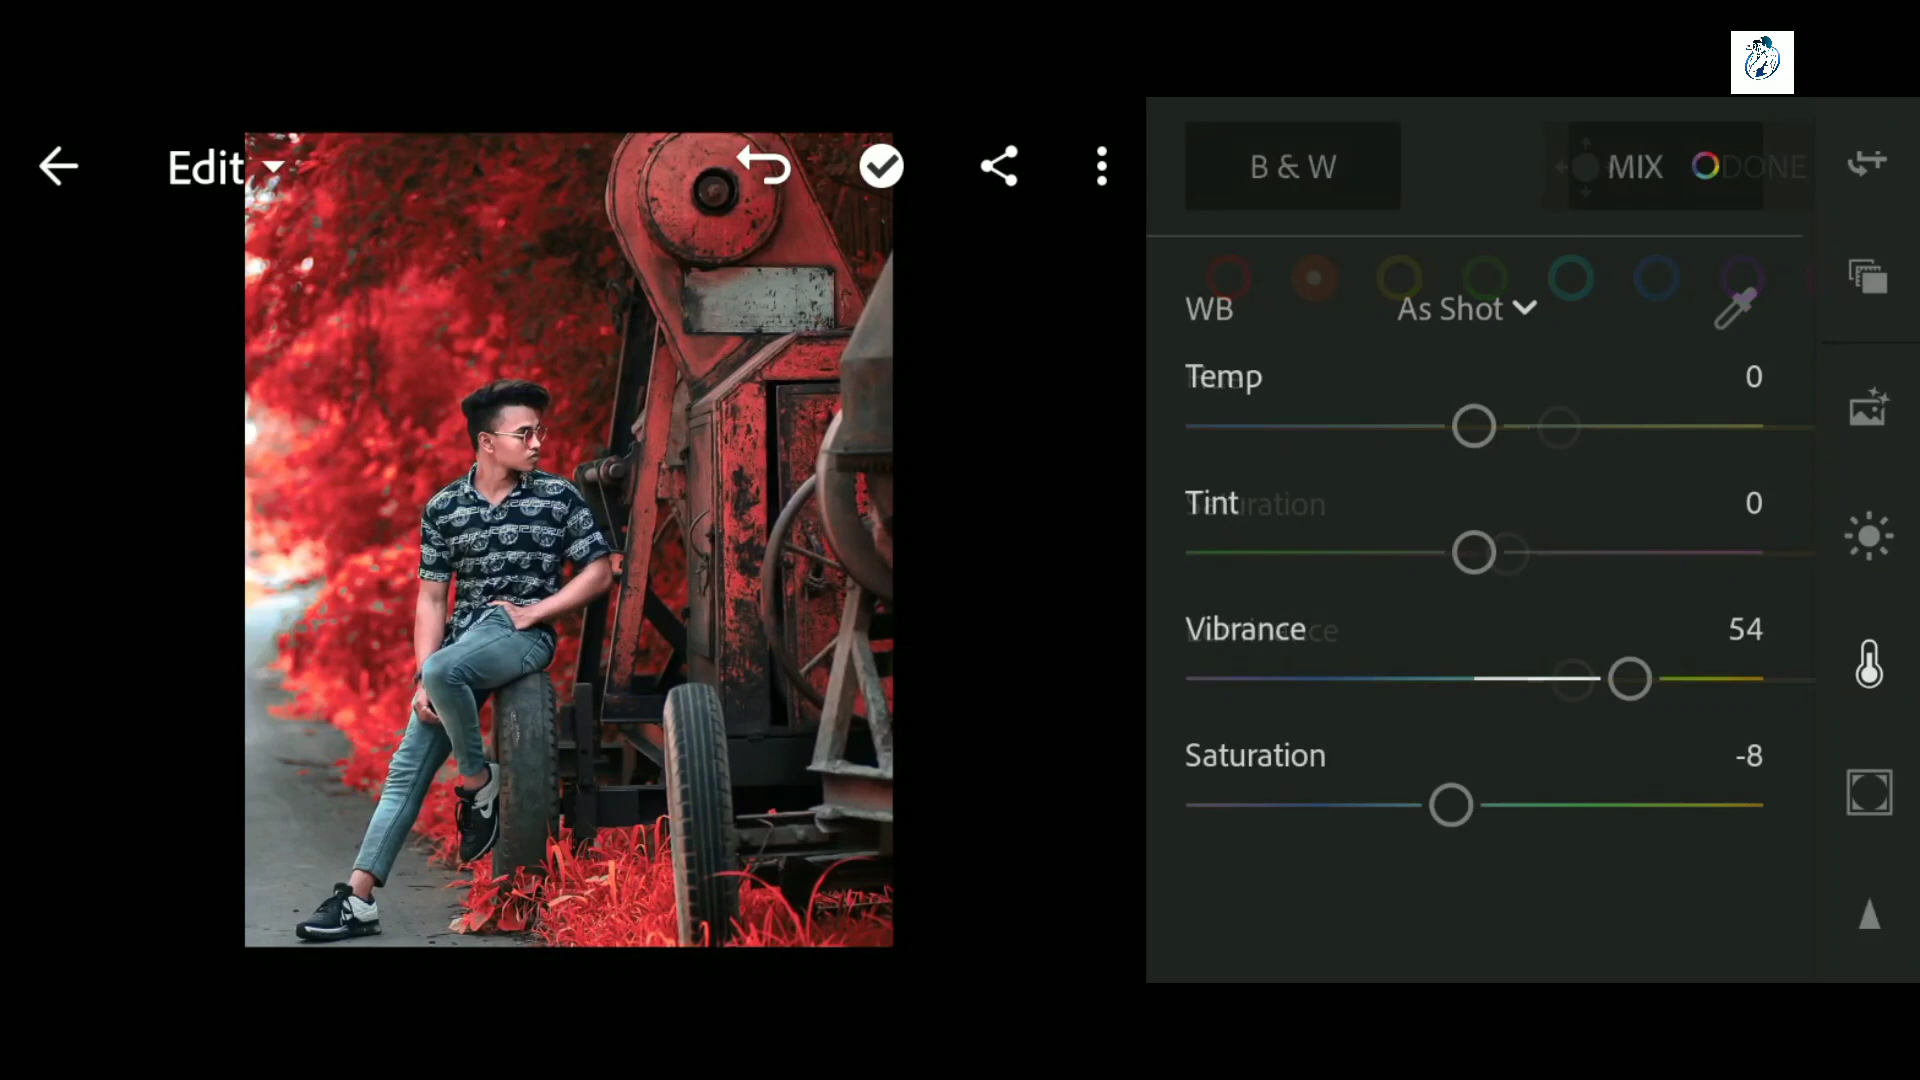 Edit
B & W
MIX
DONE
WB
As Shot
Temp
0
Tint
0
Vibrance
54
Saturation
-8